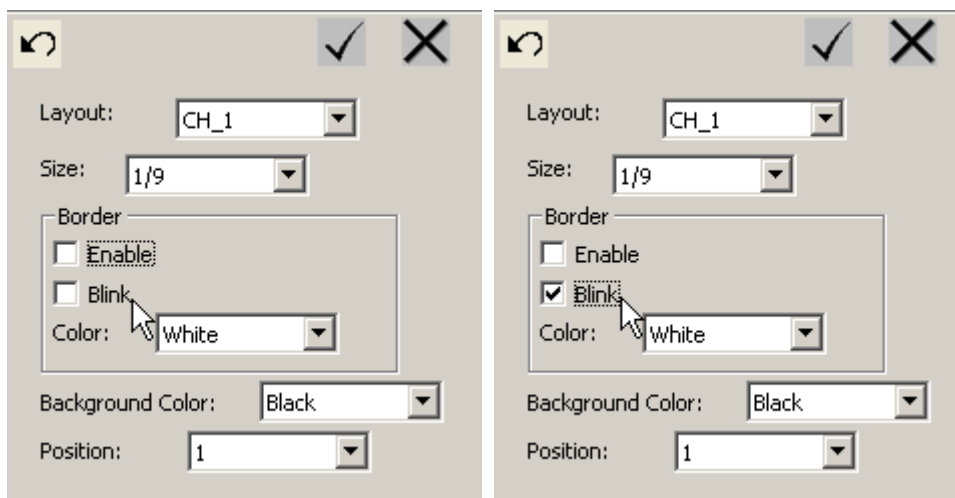 Layout: CH_1
Size: 1/9
Border
Enable
Blink
Color: White
Background Color: Black
Position: 1
Layout: CH_1
Size: 1/9
Border
Enable
Blink
Color: White
Background Color: Black
Position: 1